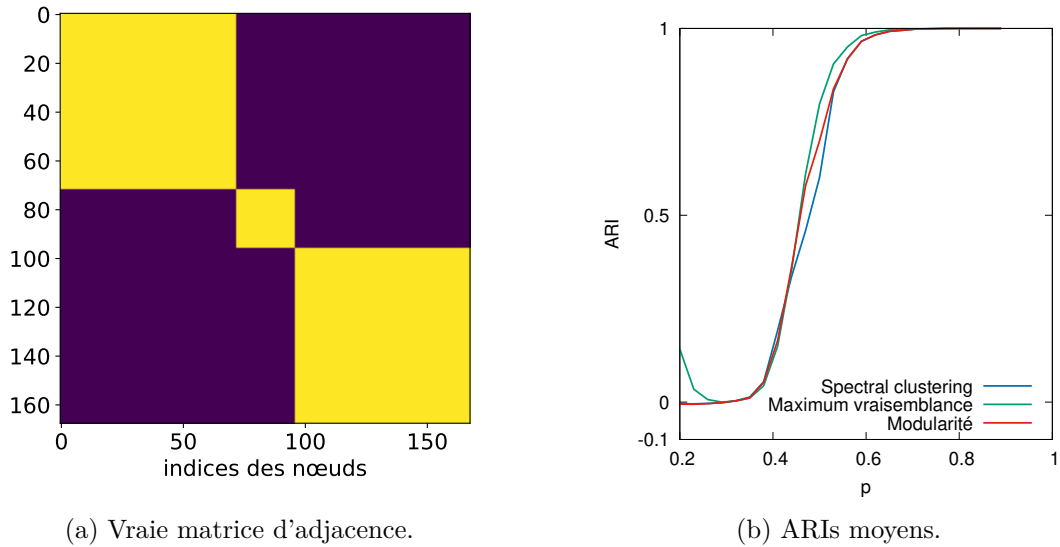 0
20
40
60
80
100
120
140
160
0
50
100
150
indices des nœuds
(a) Vraie matrice d'adjacence.
1
0.5
0
-0.1
ARI
Spectral clustering
Maximum vraisemblance
Modularité
0.2
0.4
0.6
0.8
1
p
(b) ARIs moyens.